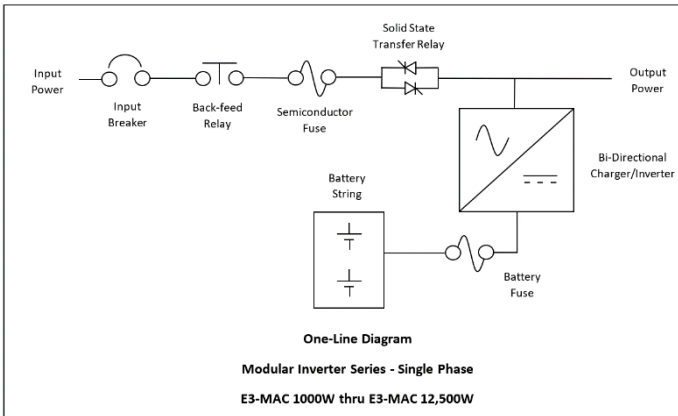 Solid State
Transfer Relay
Input
Power
Output
Power
Input
Breaker
Back-feed
Relay
Semiconductor
Fuse
Bi-Directional
Charger/Inverter
Battery
String
Battery
Fuse
One-Line Diagram
Modular Inverter Series - Single Phase
E3-MAC 1000W thru E3-MAC 12,500W